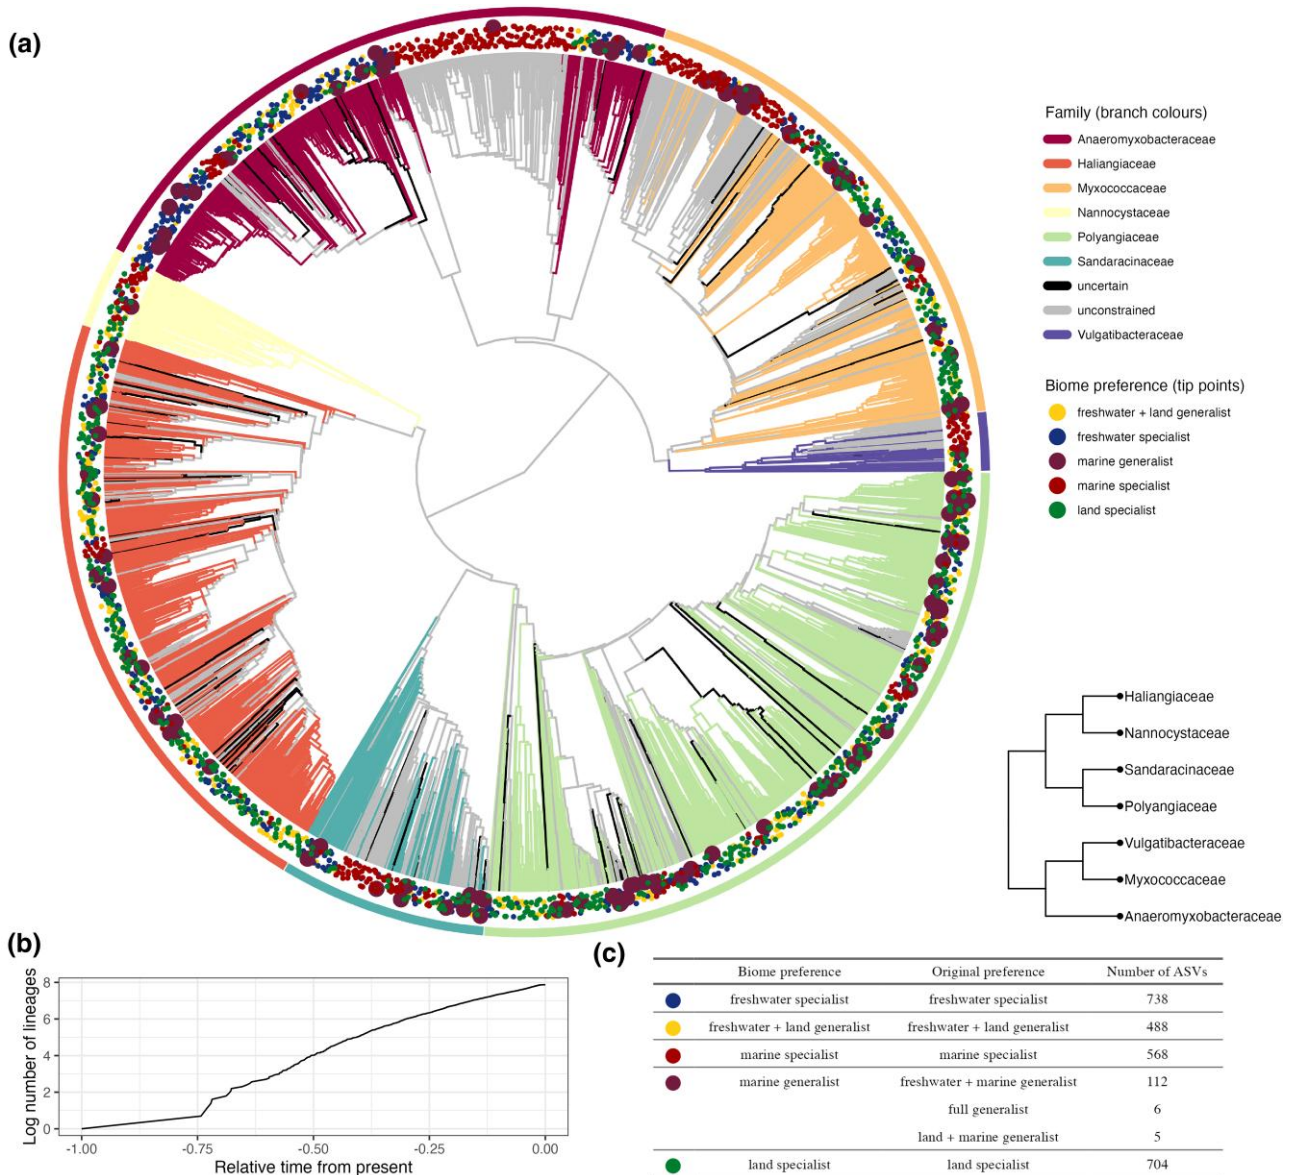 (a)
Family (branch colours)
Anaeromyxobacteraceae
Haliangiaceae
Myxococcaceae
Nannocystaceae
Polyangiaceae
Sandaracinaceae
uncertain
unconstrained
Vulgatibacteraceae
Biome preference (tip points)
freshwater + land generalist
freshwater specialist
marine generalist
marine specialist
land specialist
Haliangiaceae
Nannocystaceae
Sandaracinaceae
Polyangiaceae
Vulgatibacteraceae
Myxococcaceae
Anaeromyxobacteraceae
(b)
Log number of lineages
8
6
4
2
0
-1.00 -0.75 -0.50 -0.25 0.00
Relative time from present
(c)
Biome preference Original preference Number of ASVs
freshwater specialist freshwater specialist 738
freshwater + land generalist freshwater + land generalist 488
marine specialist marine specialist 568
marine generalist freshwater + marine generalist 112
full generalist 6
land + marine generalist 5
land specialist land specialist 704